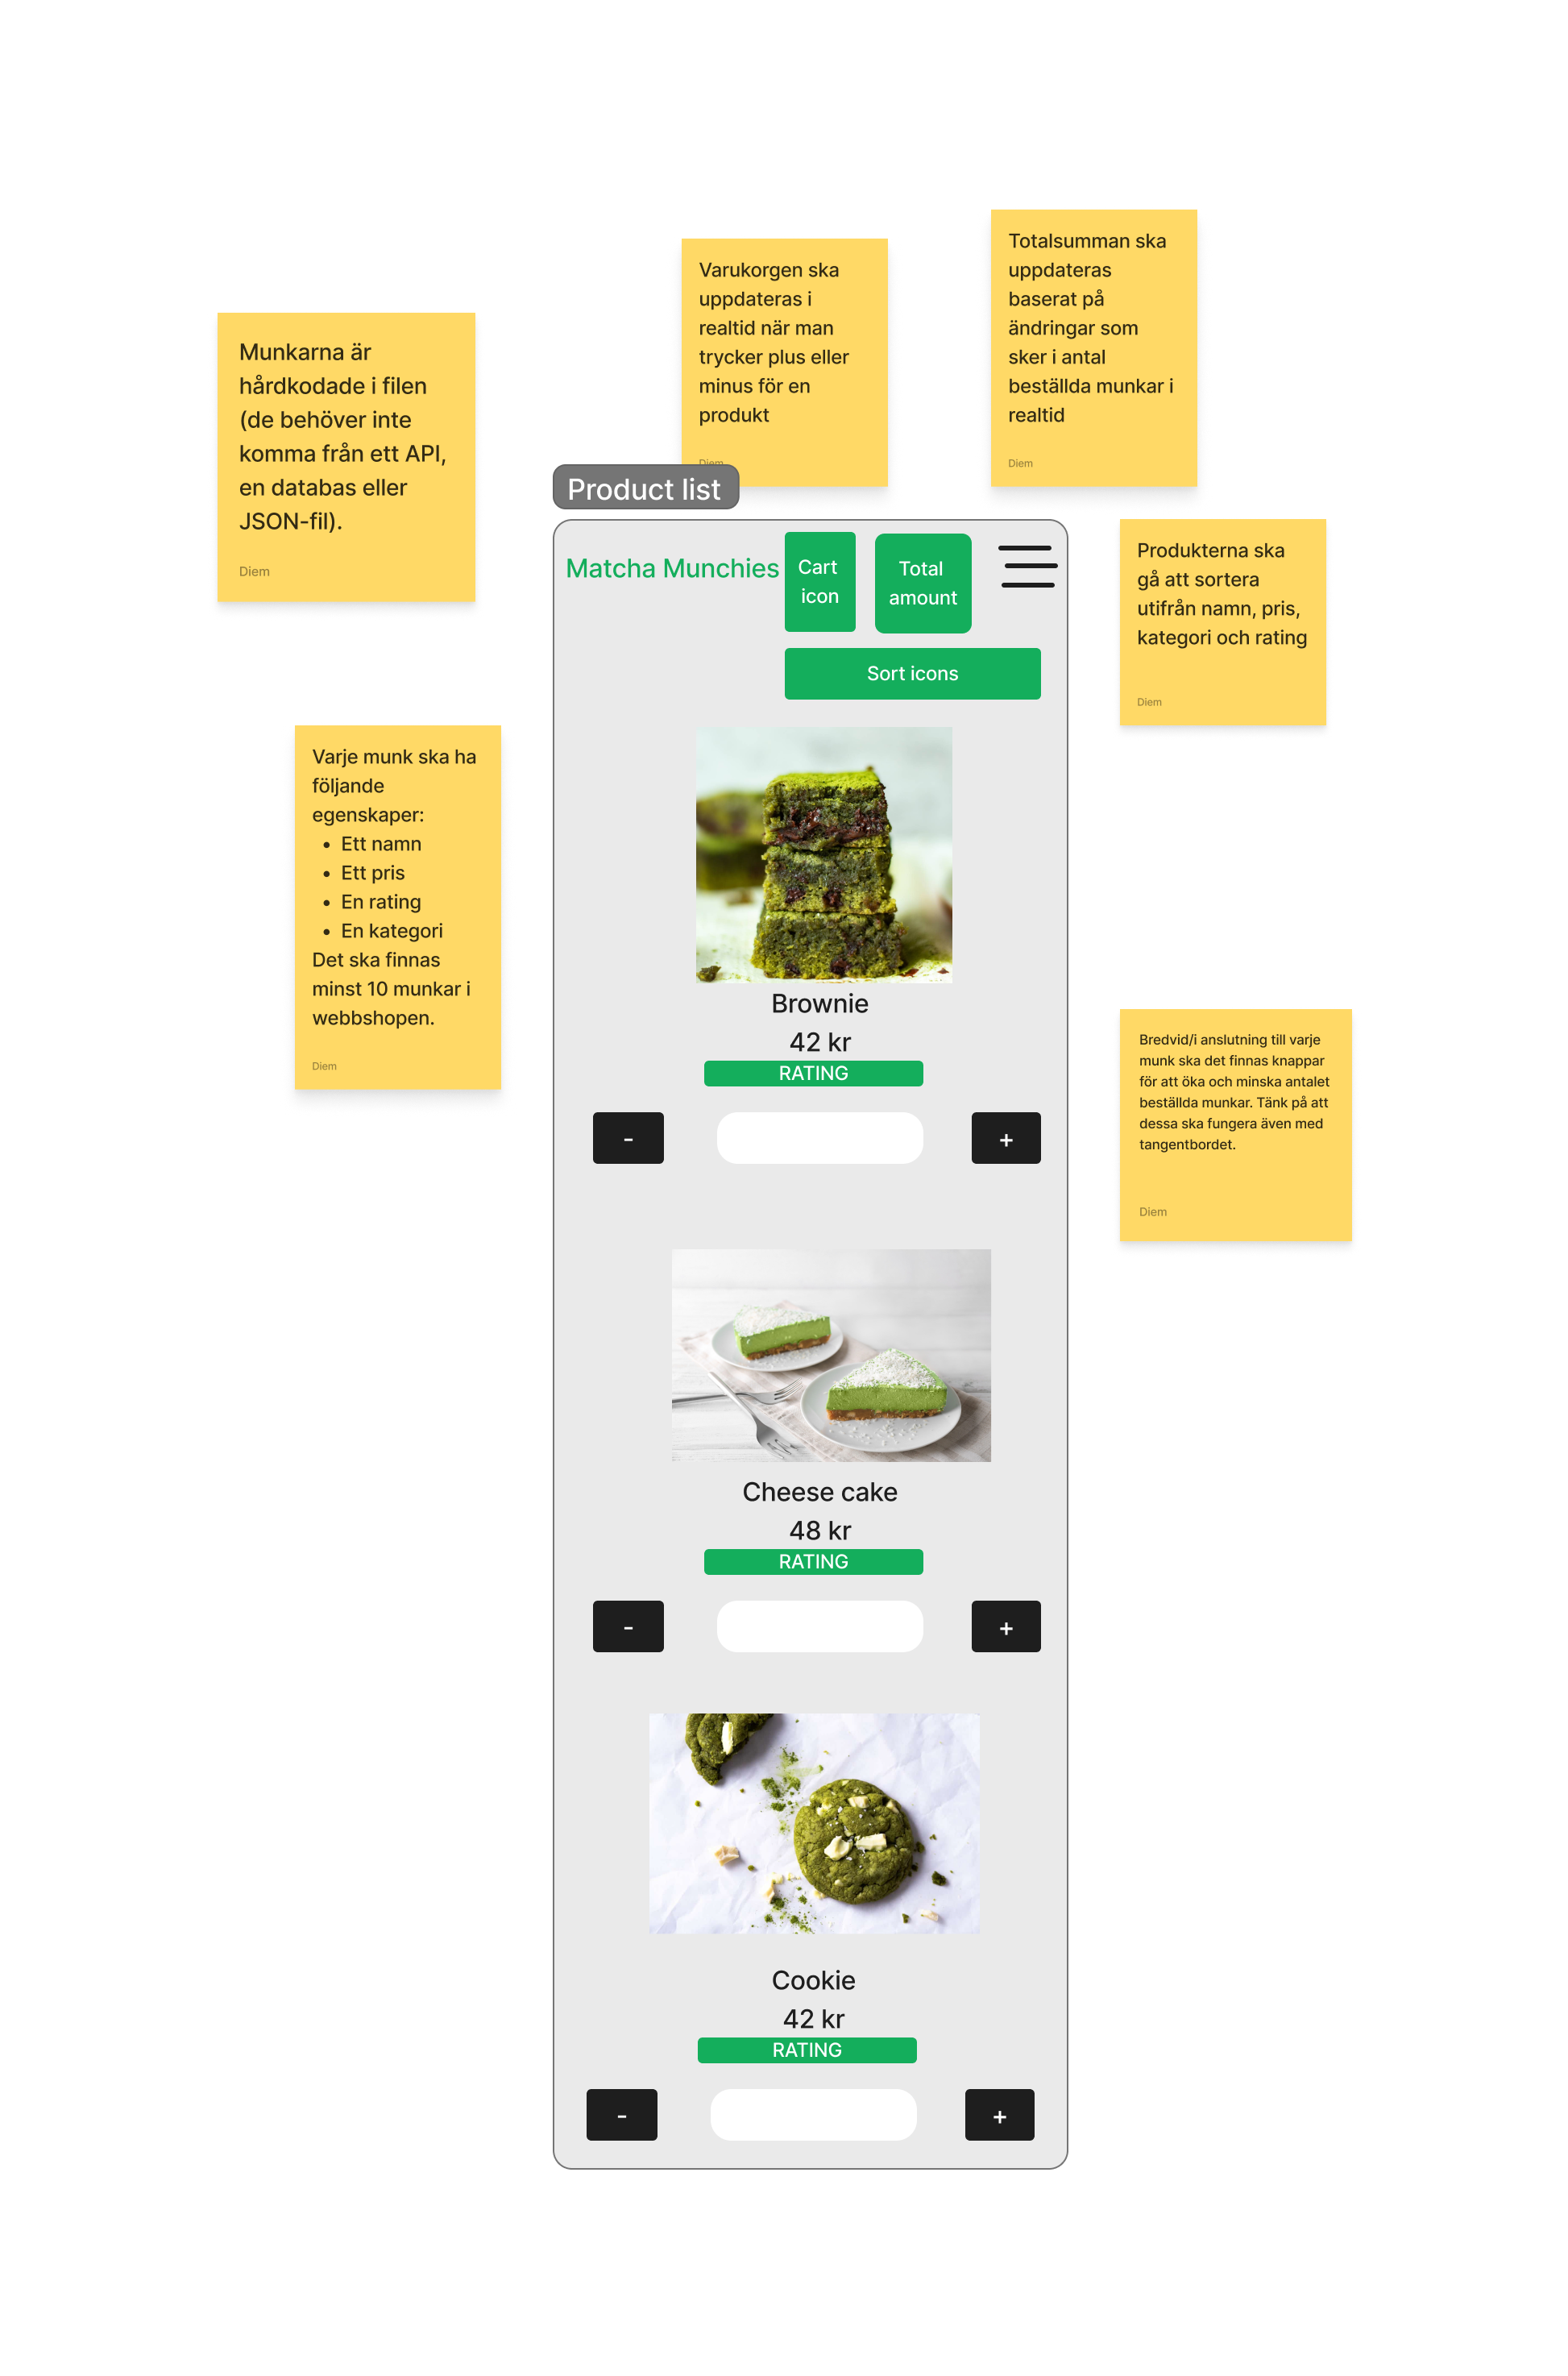 Totalsumman ska
uppdateras
baserat på
ändringar som
sker i antal
beställda munkar i
realtid
Diem
Varukorgen ska
uppdateras i
realtid när man
trycker plus eller
minus för en
produkt
Diem
Munkarna är
hårdkodade i filen
(de behöver inte
komma från ett API,
en databas eller
JSON-fil).
Diem
Product list
Matcha Munchies
Cart
icon
Total
amount
Sort icons
Produkterna ska
gå att sortera
utifrån namn, pris,
kategori och rating
Diem
Varje munk ska ha
följande
egenskaper:
• Ett namn
• Ett pris
• En rating
• En kategori
Det ska finnas
minst 10 munkar i
webbshopen.
Diem
Brownie
42 kr
RATING
-
+
Bredvid/i anslutning till varje
munk ska det finnas knappar
för att öka och minska antalet
beställda munkar. Tänk på att
dessa ska fungera även med
tangentbordet.
Diem
Cheese cake
48 kr
RATING
-
+
Cookie
42 kr
RATING
-
+